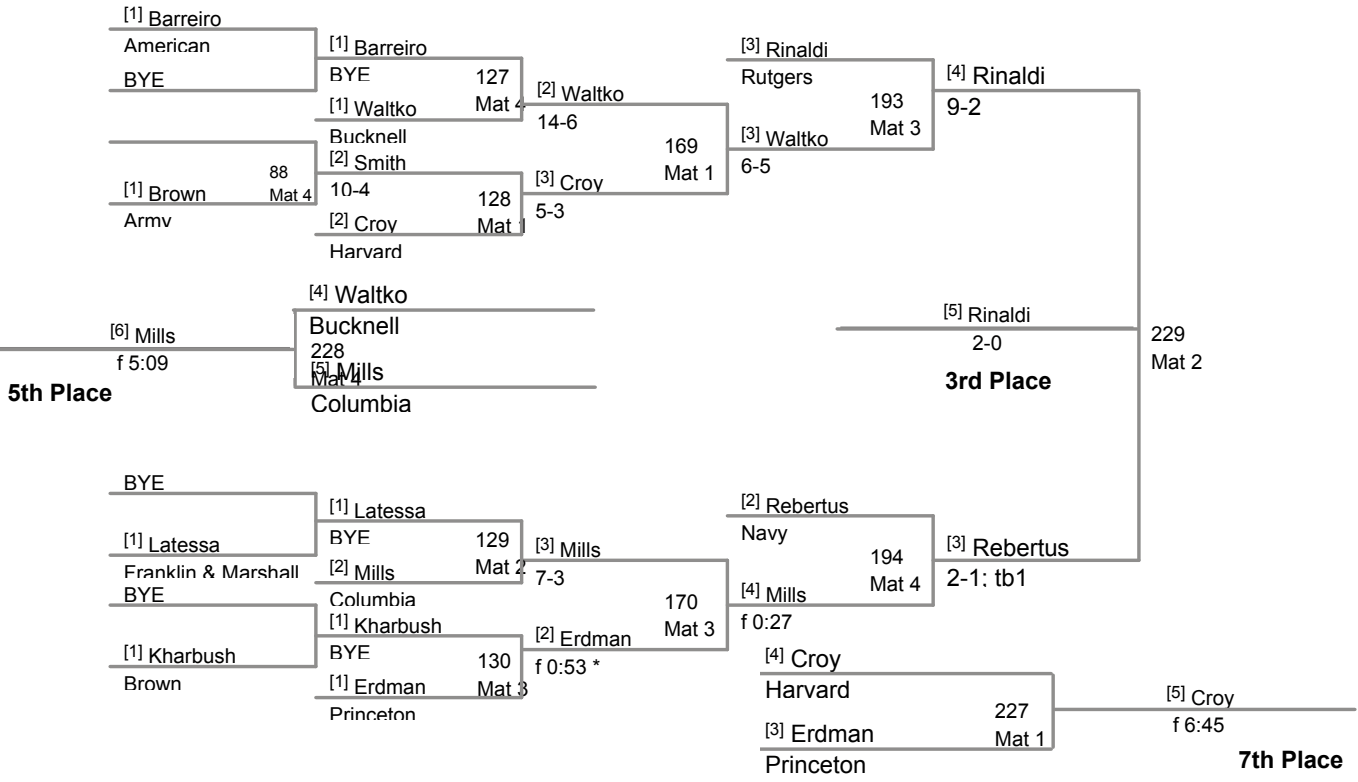 [1] Barreiro
American
BYE
[1] Barreiro
BYE
127
Mat 4
[1] Waltko
Bucknell
[2] Waltko
14-6
[1] Brown
Army
88
Mat 4
[2] Smith
10-4
[2] Croy
Harvard
128
Mat 1
[3] Croy
5-3
169
Mat 1
[3] Rinaldi
Rutgers
[3] Waltko
6-5
193
Mat 3
[4] Rinaldi
9-2
[4] Waltko
Bucknell
228
Mat 4
[5] Mills
Columbia
[6] Mills
f 5:09
5th Place
[5] Rinaldi
2-0
3rd Place
229
Mat 2
BYE
[1] Latessa
Franklin & Marshall
BYE
[1] Kharbush
Brown
[1] Latessa
BYE
129
Mat 2
[2] Mills
Columbia
[1] Kharbush
BYE
130
Mat 3
[1] Erdman
Princeton
[3] Mills
7-3
[2] Erdman
f 0:53 *
170
Mat 3
[2] Rebertus
Navy
[4] Mills
f 0:27
194
Mat 4
[3] Rebertus
2-1; tb1
[4] Croy
Harvard
[3] Erdman
Princeton
227
Mat 1
[5] Croy
f 6:45
7th Place